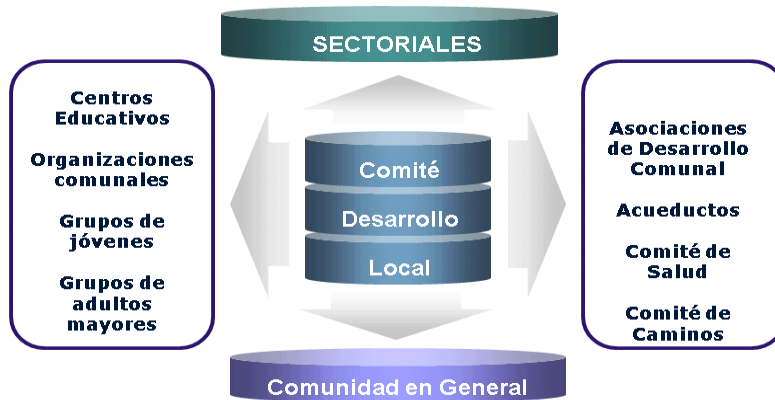 SECTORIALES
Centros
Educativos
Organizaciones
comunales
Grupos de
jóvenes
Grupos de
adultos
mayores
Comité
Desarrollo
Local
Asociaciones
de Desarrollo
Comunal
Acueductos
Comité de
Salud
Comité de
Caminos
Comunidad en General